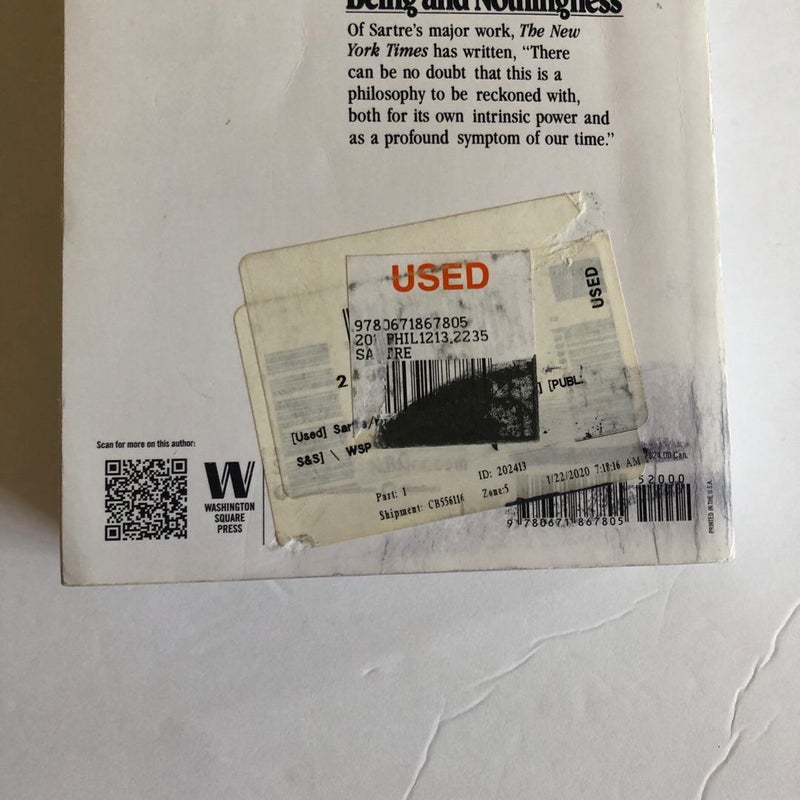 Being and Nothingness
Of Sartre's major work, The New
York Times has written, “There
can be no doubt that this is a
philosophy to be reckoned with,
both for its own intrinsic power and
as a profound symptom of our time.”
USED
USED
9780671867805
PHIL1213.2235
2
] [PUBL
[Used]
S&S] \ WSP
Part: 1
ID: 202413
1/22/2020 7:18:16 AM
Shipment: CB556116
Zone:5
$24.00 Can.
52000
9 780671 867805
PRINTED IN THE U.S.A.
Scan for more on this author:
W
WASHINGTON
SQUARE
PRESS